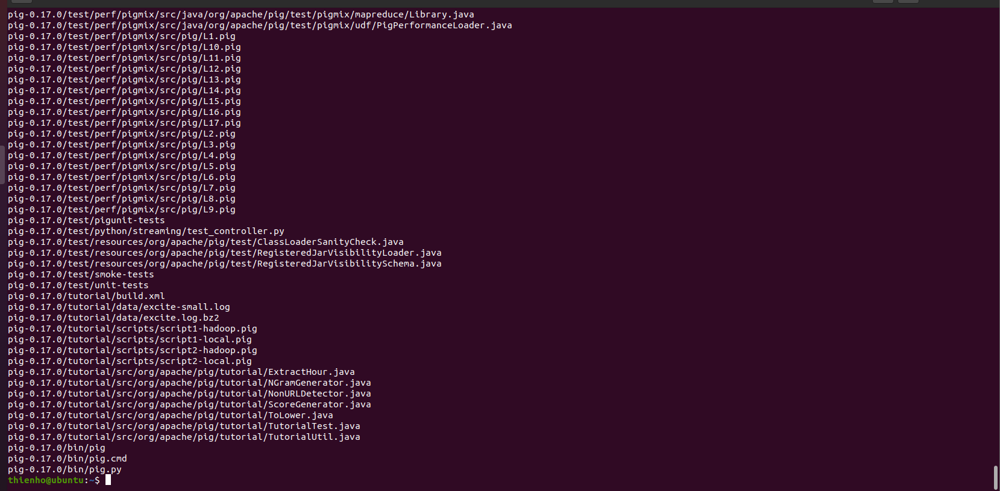 pig-0.17.0/test/perf/pigmix/src/java/org/apache/pig/test/pigmix/mapreduce/Library.java
pig-0.17.0/test/perf/pigmix/src/java/org/apache/pig/test/pigmix/udf/PigPerformanceLoader.java
pig-0.17.0/test/perf/pigmix/src/pig/L1.pig
pig-0.17.0/test/perf/pigmix/src/pig/L10.pig
pig-0.17.0/test/perf/pigmix/src/pig/L11.pig
pig-0.17.0/test/perf/pigmix/src/pig/L12.pig
pig-0.17.0/test/perf/pigmix/src/pig/L13.pig
pig-0.17.0/test/perf/pigmix/src/pig/L14.pig
pig-0.17.0/test/perf/pigmix/src/pig/L15.pig
pig-0.17.0/test/perf/pigmix/src/pig/L16.pig
pig-0.17.0/test/perf/pigmix/src/pig/L17.pig
pig-0.17.0/test/perf/pigmix/src/pig/L2.pig
pig-0.17.0/test/perf/pigmix/src/pig/L3.pig
pig-0.17.0/test/perf/pigmix/src/pig/L4.pig
pig-0.17.0/test/perf/pigmix/src/pig/L5.pig
pig-0.17.0/test/perf/pigmix/src/pig/L6.pig
pig-0.17.0/test/perf/pigmix/src/pig/L7.pig
pig-0.17.0/test/perf/pigmix/src/pig/L8.pig
pig-0.17.0/test/perf/pigmix/src/pig/L9.pig
pig-0.17.0/test/pigunit-tests
pig-0.17.0/test/python/streaming/test_controller.py
pig-0.17.0/test/resources/org/apache/pig/test/ClassLoaderSanityCheck.java
pig-0.17.0/test/resources/org/apache/pig/test/RegisteredJarVisibilityLoader.java
pig-0.17.0/test/resources/org/apache/pig/test/RegisteredJarVisibilitySchema.java
pig-0.17.0/test/smoke-tests
pig-0.17.0/test/unit-tests
pig-0.17.0/tutorial/build.xml
pig-0.17.0/tutorial/data/excite-small.log
pig-0.17.0/tutorial/data/excite.log.bz2
pig-0.17.0/tutorial/scripts/script1-hadoop.pig
pig-0.17.0/tutorial/scripts/script1-local.pig
pig-0.17.0/tutorial/scripts/script2-hadoop.pig
pig-0.17.0/tutorial/scripts/script2-local.pig
pig-0.17.0/tutorial/src/org/apache/pig/tutorial/ExtractHour.java
pig-0.17.0/tutorial/src/org/apache/pig/tutorial/NGramGenerator.java
pig-0.17.0/tutorial/src/org/apache/pig/tutorial/NonURLDetector.java
pig-0.17.0/tutorial/src/org/apache/pig/tutorial/ScoreGenerator.java
pig-0.17.0/tutorial/src/org/apache/pig/tutorial/ToLower.java
pig-0.17.0/tutorial/src/org/apache/pig/tutorial/TutorialTest.java
pig-0.17.0/tutorial/src/org/apache/pig/tutorial/TutorialUtil.java
pig-0.17.0/bin/pig
pig-0.17.0/bin/pig.cmd
pig-0.17.0/bin/pig.py
thienho@ubuntu:~$